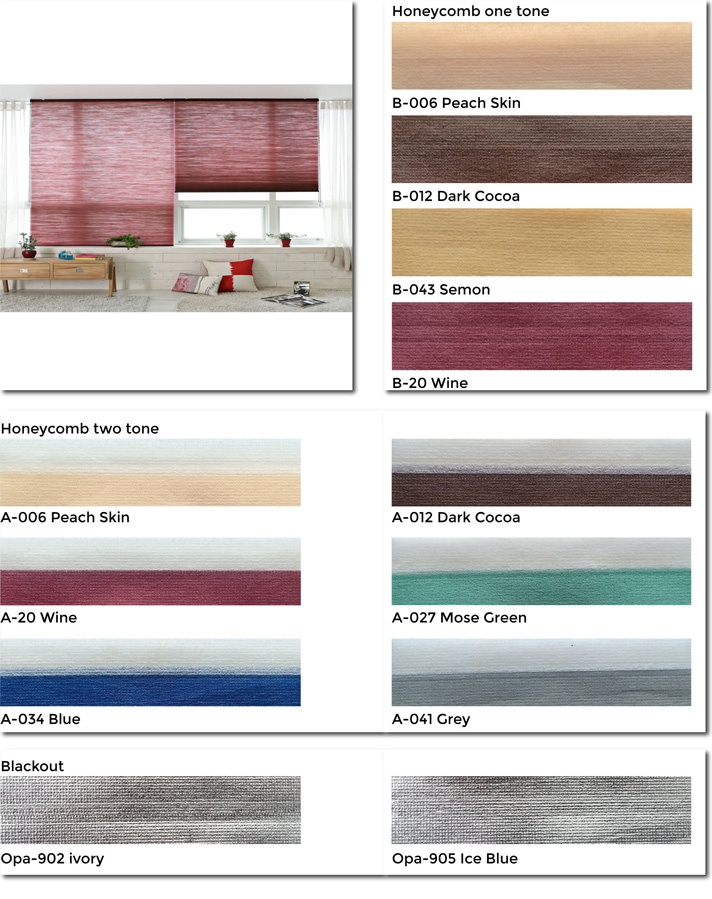 Honeycomb one tone
B-006 Peach Skin
B-012 Dark Cocoa
B-043 Semon
B-20 Wine
Honeycomb two tone
A-006 Peach Skin
A-012 Dark Cocoa
A-20 Wine
A-027 Mose Green
A-034 Blue
A-041 Grey
Blackout
Opa-902 ivory
Opa-905 Ice Blue